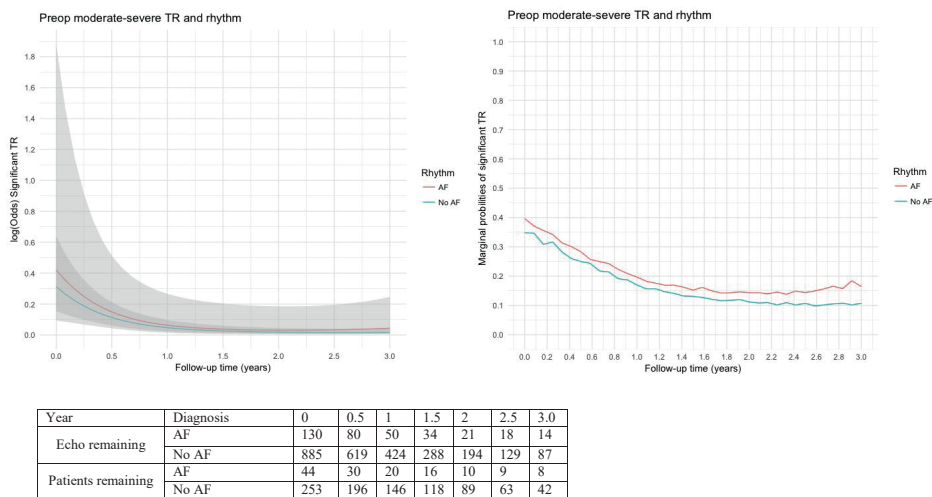 Preop moderate-severe TR and rhythm
log(Odds) Significant TR
1.8
1.6
1.4
1.2
1.0
0.8
0.6
0.4
0.2
0.0
0.0 0.5 1.0 1.5 2.0 2.5 3.0
Follow-up time (years)
Rhythm
AF
No AF
Preop moderate-severe TR and rhythm
Marginal probilities of significant TR
1.0
0.9
0.8
0.7
0.6
0.5
0.4
0.3
0.2
0.1
0.0
0.0 0.2 0.4 0.6 0.8 1.0 1.2 1.4 1.6 1.8 2.0 2.2 2.4 2.6 2.8 3.0
Follow-up time (years)
Rhythm
AF
No AF
Year Diagnosis 0 0.5 1 1.5 2 2.5 3.0
Echo remaining AF 130 80 50 34 21 18 14
No AF 885 619 424 288 194 129 87
Patients remaining AF 44 30 20 16 10 9 8
No AF 253 196 146 118 89 63 42